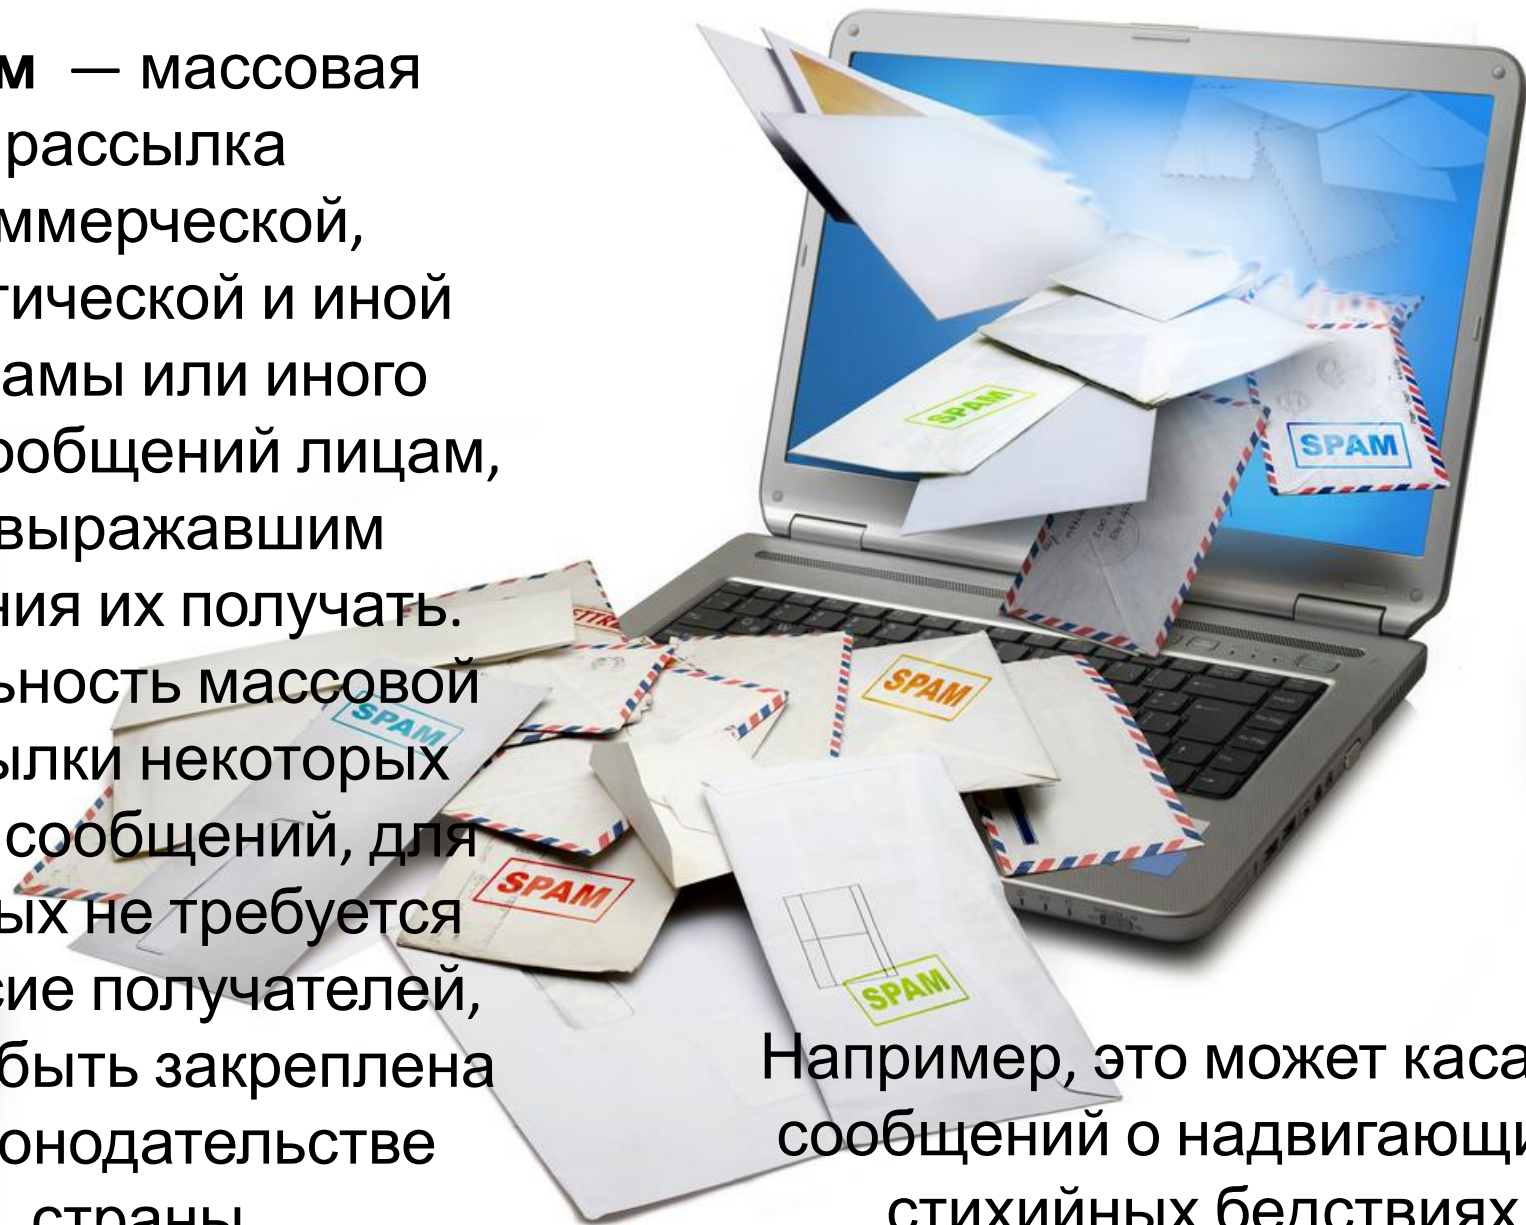 м — массовая
рассылка
ммерческой,
тической и иной
амы или иного
ообщений лицам,
выражавшим
ния их получать.
ьность массовой
ылки некоторых
сообщений, для
ых не требуется
сие получателей,
быть закреплена
онодательстве
страны
Например, это может каса
сообщений о надвигающи
стихийных бедствиях
SPAM
SPAM
SPAM
SPAM
SPAM
SPAM